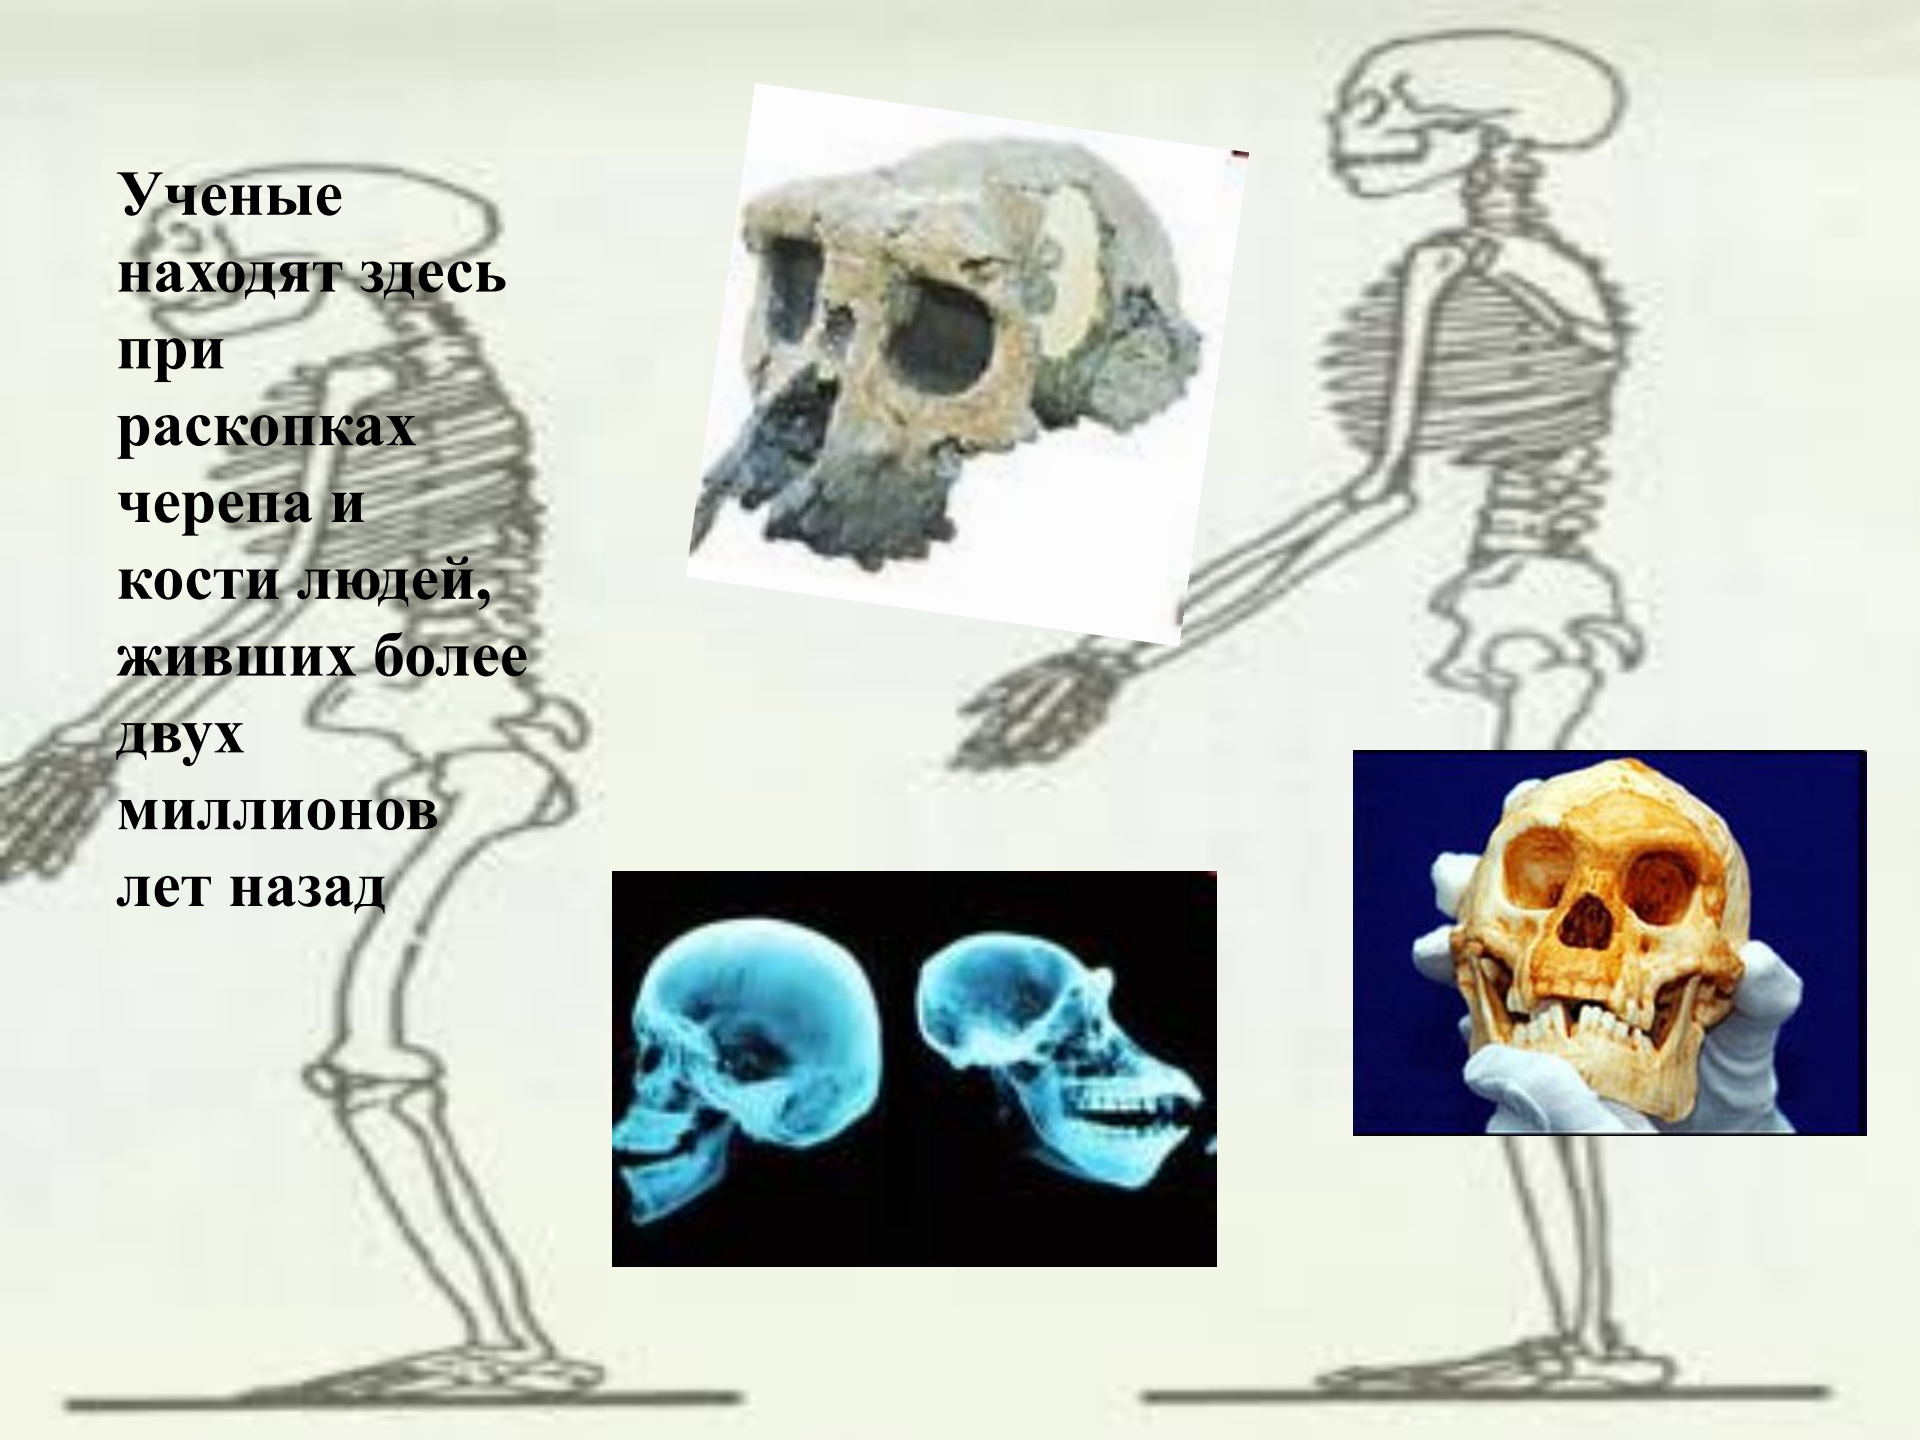 Ученые
находят здесь
при
раскопках
черепа и
кости людей,
живших более
двух
миллионов
лет назад